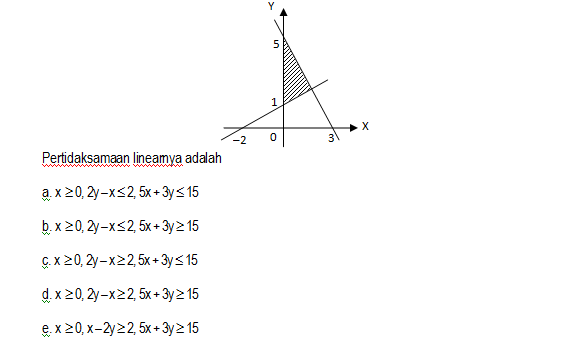 Y
5
1
X
−2
0
3
Pertidaksamaan linearnya adalah
a. x ≥ 0, 2y – x ≤ 2, 5x + 3y ≤ 15
b. x ≥ 0, 2y – x ≤ 2, 5x + 3y ≥ 15
c. x ≥ 0, 2y – x ≥ 2, 5x + 3y ≤ 15
d. x ≥ 0, 2y – x ≥ 2, 5x + 3y ≥ 15
e. x ≥ 0, x – 2y ≥ 2, 5x + 3y ≥ 15